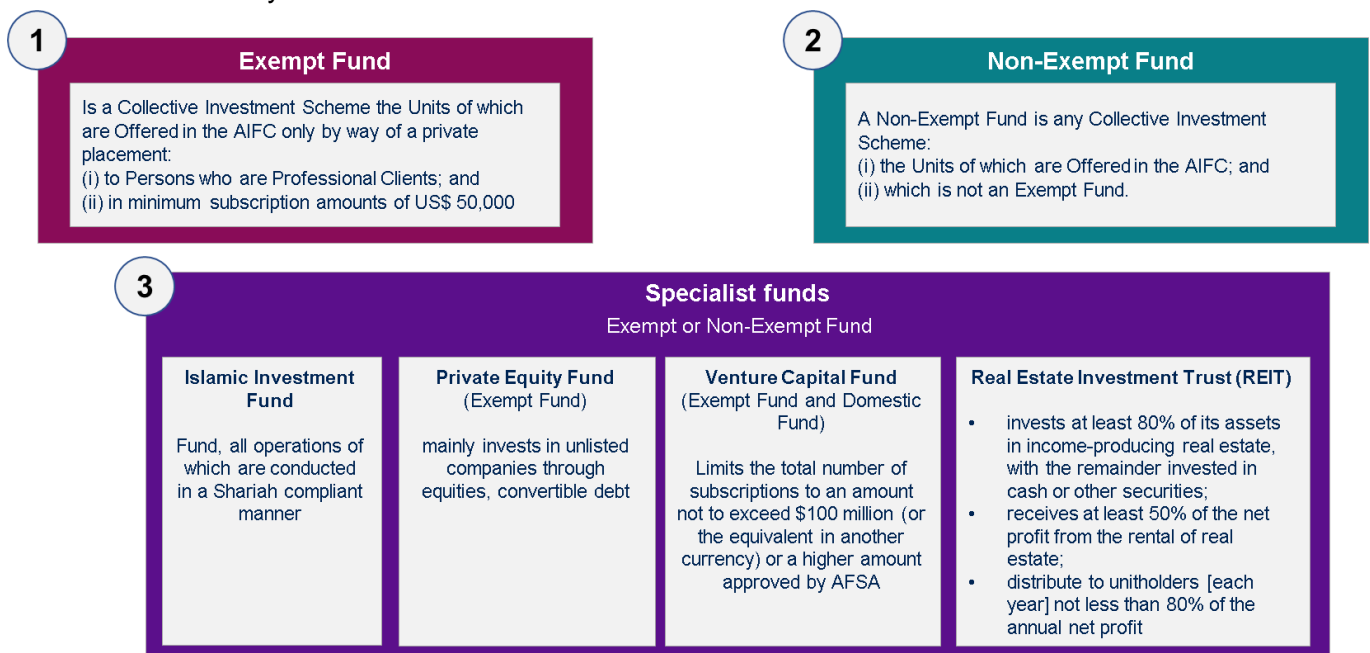 1
Exempt Fund
Is a Collective Investment Scheme the Units of which
are Offered in the AIFC only by way of a private
placement:
(i) to Persons who are Professional Clients; and
(ii) in minimum subscription amounts of US$ 50,000
2
Non-Exempt Fund
A Non-Exempt Fund is any Collective Investment
Scheme:
(i) the Units of which are Offered in the AIFC; and
(ii) which is not an Exempt Fund.
3
Specialist funds
Exempt or Non-Exempt Fund
Islamic Investment
Fund
Fund, all operations of
which are conducted
in a Shariah compliant
manner
Private Equity Fund
(Exempt Fund)
mainly invests in unlisted
companies through
equities, convertible debt
Venture Capital Fund
(Exempt Fund and Domestic
Fund)
Limits the total number of
subscriptions to an amount
not to exceed $100 million (or
the equivalent in another
currency) or a higher amount
approved by AFSA
Real Estate Investment Trust (REIT)
• invests at least 80% of its assets
in income-producing real estate,
with the remainder invested in
cash or other securities;
• receives at least 50% of the net
profit from the rental of real
estate;
• distribute to unitholders [each
year] not less than 80% of the
annual net profit